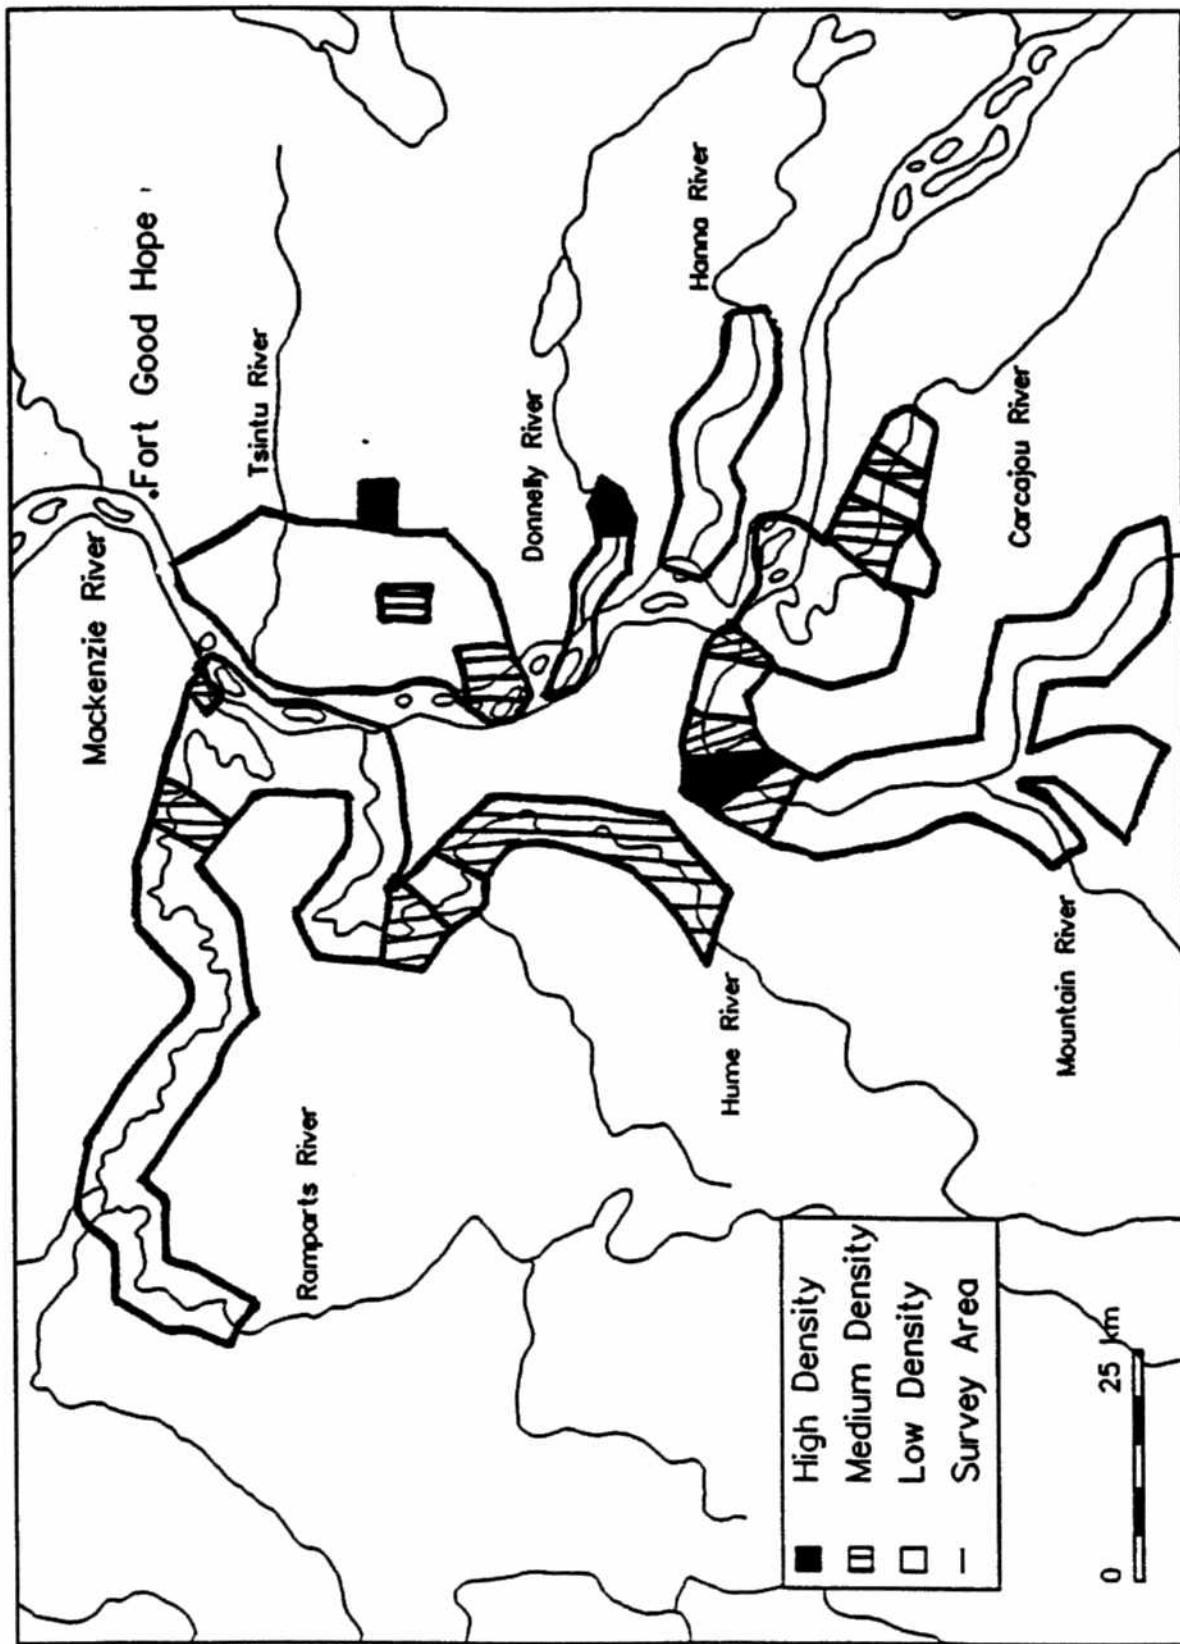 .Fort Good Hope
Mackenzie River
Tsintu River
Donnelly River
Hanna River
Carcajou River
Ramparts River
Hume River
Mountain River
High Density
Medium Density
Low Density
Survey Area
0 25 km